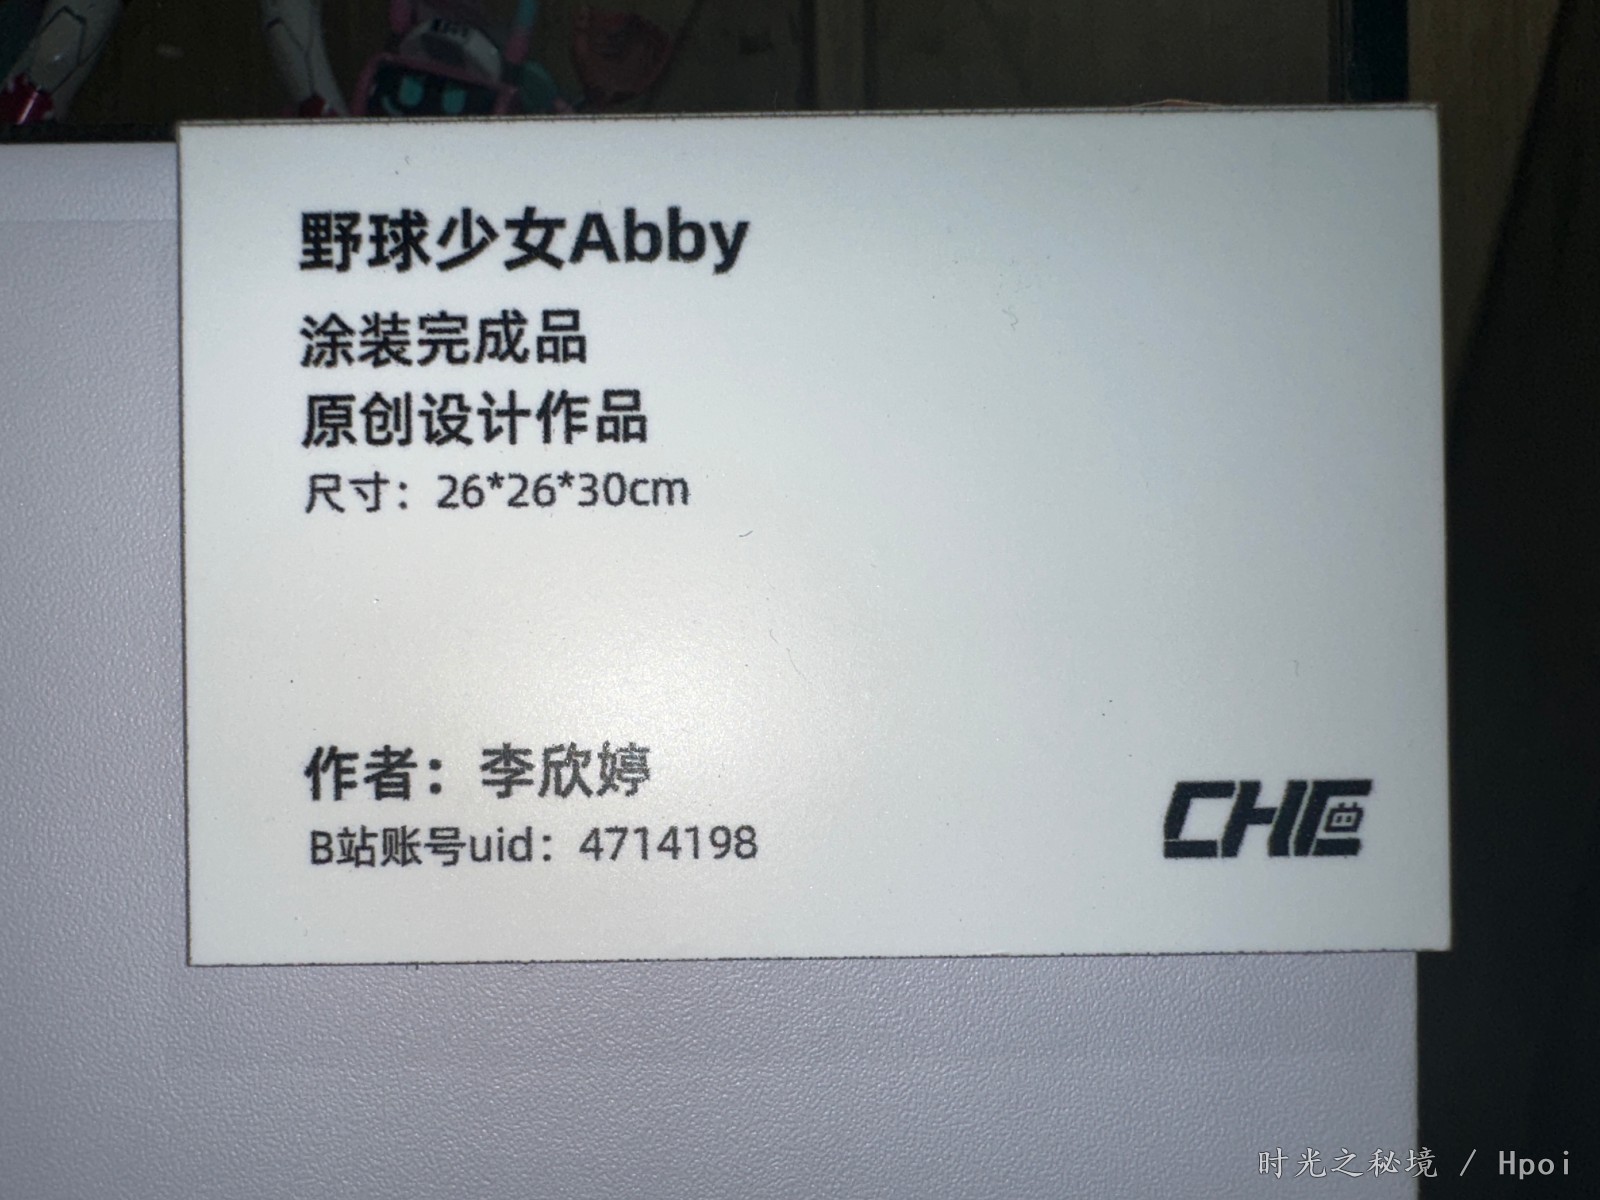 野球少女Abby
涂装完成品
原创设计作品
尺寸：26*26*30cm
作者：李欣婷
B站账号uid：4714198
CHE
时光之秘境 / Hpoi